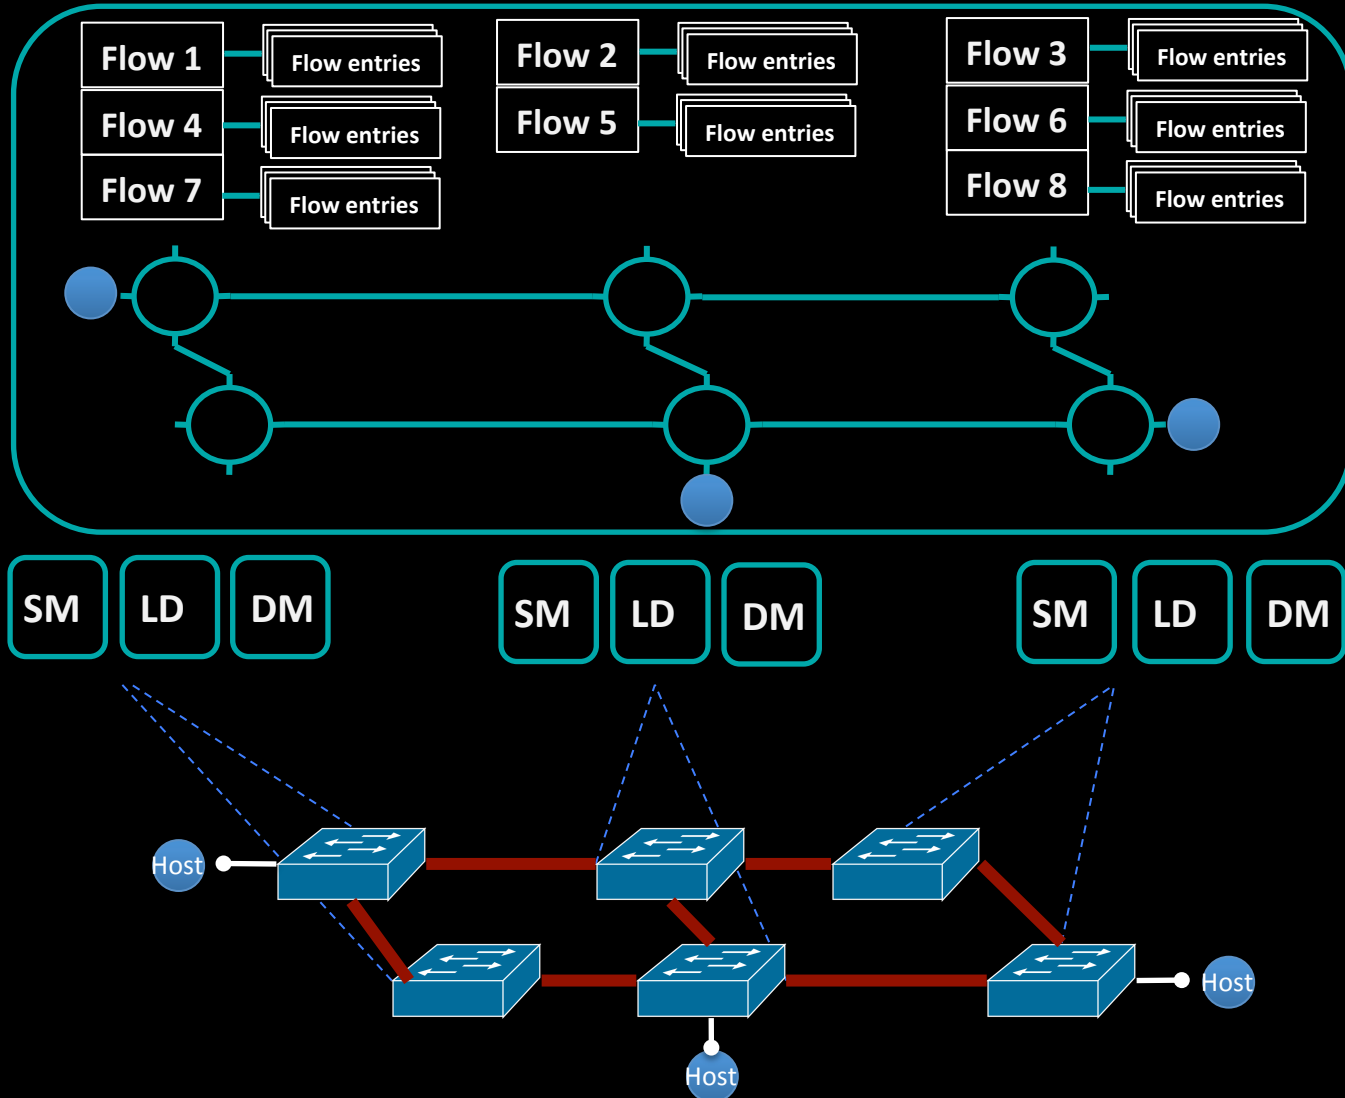 Flow 1
Flow entries
Flow 2
Flow entries
Flow 3
Flow entries
Flow 4
Flow entries
Flow 5
Flow entries
Flow 6
Flow entries
Flow 7
Flow entries
Flow 8
Flow entries
SM
LD
DM
SM
LD
DM
SM
LD
DM
Host
Host
Host